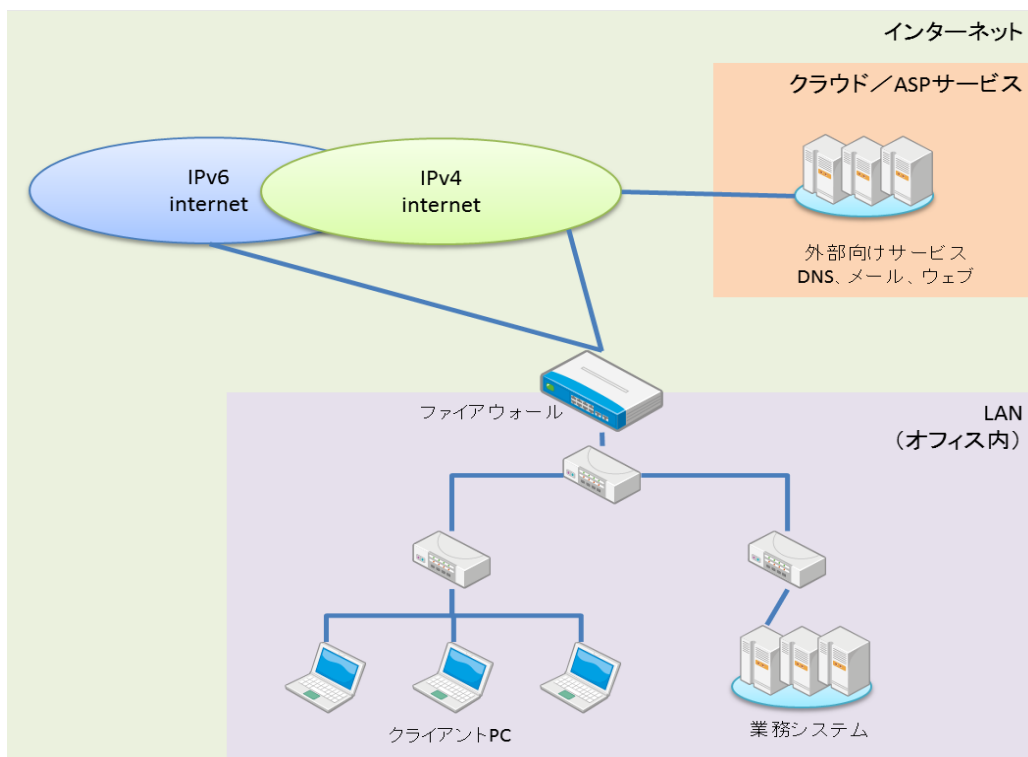 インターネット
クラウド／ASPサービス
IPv6
internet
IPv4
internet
外部向けサービス
DNS、メール、ウェブ
ファイアウォール
LAN
（オフィス内）
クライアントPC
業務システム